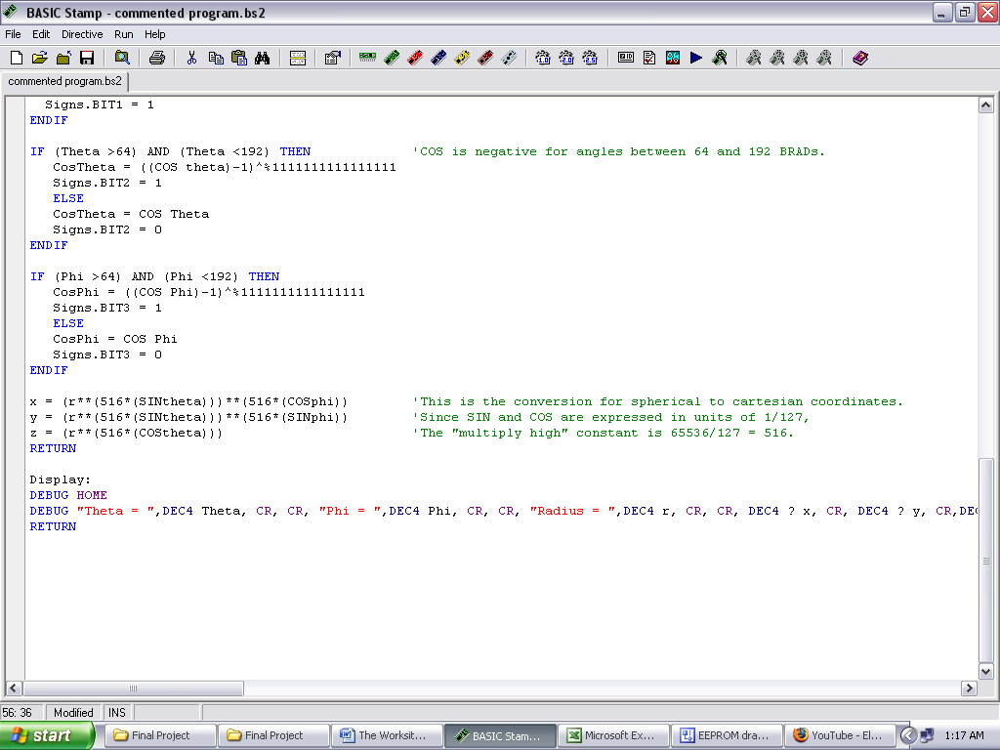 BASIC Stamp - commented program.bs2
File Edit Directive Run Help
commented program.bs2
Signs.BIT1 = 1
ENDIF
IF (Theta >64) AND (Theta <192) THEN 'COS is negative for angles between 64 and 192 BRADs.
CosTheta = ((COS theta)-1)^%1111111111111111
Signs.BIT2 = 1
ELSE
CosTheta = COS Theta
Signs.BIT2 = 0
ENDIF
IF (Phi >64) AND (Phi <192) THEN
CosPhi = ((COS Phi)-1)^%1111111111111111
Signs.BIT3 = 1
ELSE
CosPhi = COS Phi
Signs.BIT3 = 0
ENDIF
x = (r**(516*(SINtheta)))**(516*(COSphi)) 'This is the conversion for spherical to cartesian coordinates.
y = (r**(516*(SINtheta)))**(516*(SINphi)) 'Since SIN and COS are expressed in units of 1/127,
z = (r**(516*(COStheta))) 'The "multiply high" constant is 65536/127 = 516.
RETURN
Display:
DEBUG HOME
DEBUG "Theta = ",DEC4 Theta, CR, CR, "Phi = ",DEC4 Phi, CR, CR, "Radius = ",DEC4 r, CR, CR, DEC4 ? x, CR, DEC4 ? y, CR,DEC
RETURN
56: 36 Modified INS
start Final Project Final Project The Worksit... BASIC Stam... Microsoft Ex... EEPROM dra... YouTube - El... 1:17 AM